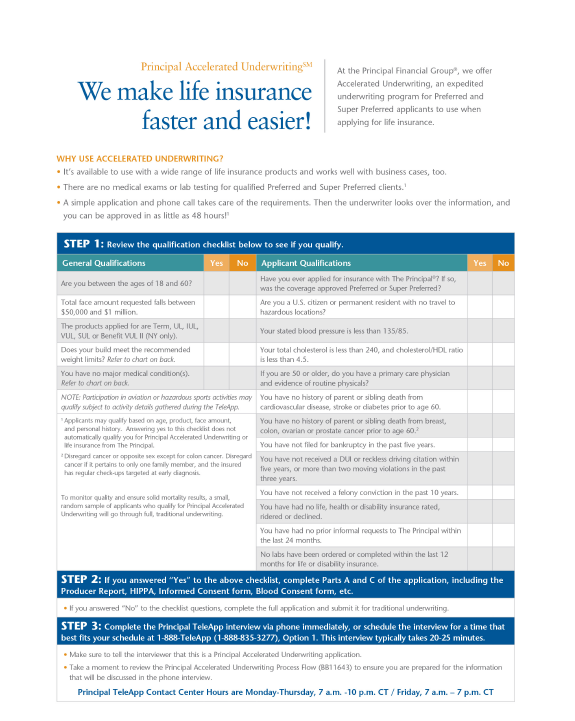 Principal Accelerated Underwriting℠
We make life insurance
faster and easier!
At the Principal Financial Group®, we offer
Accelerated Underwriting, an expedited
underwriting program for Preferred and
Super Preferred applicants to use when
applying for life insurance.
WHY USE ACCELERATED UNDERWRITING?
• It's available to use with a wide range of life insurance products and works well with business cases, too.
• There are no medical exams or lab testing for qualified Preferred and Super Preferred clients.¹
• A simple application and phone call takes care of the requirements. Then the underwriter looks over the information, and
you can be approved in as little as 48 hours!¹
STEP 1: Review the qualification checklist below to see if you qualify.
General Qualifications Yes No
Are you between the ages of 18 and 60?
Total face amount requested falls between
$50,000 and $1 million.
The products applied for are Term, UL, IUL,
VUL, SUL or Benefit VUL II (NY only).
Does your build meet the recommended
weight limits? Refer to chart on back.
You have no major medical condition(s).
Refer to chart on back.
NOTE: Participation in aviation or hazardous sports activities may
qualify subject to activity details gathered during the TeleApp.
¹ Applicants may qualify based on age, product, face amount,
and personal history. Answering yes to this checklist does not
automatically qualify you for Principal Accelerated Underwriting or
life insurance from The Principal.
² Disregard cancer or opposite sex except for colon cancer. Disregard
cancer if it pertains to only one family member, and the insured
has regular check-ups targeted at early diagnosis.
To monitor quality and ensure solid mortality results, a small,
random sample of applicants who qualify for Principal Accelerated
Underwriting will go through full, traditional underwriting.
Applicant Qualifications Yes No
Have you ever applied for insurance with The Principal®? If so,
was the coverage approved Preferred or Super Preferred?
Are you a U.S. citizen or permanent resident with no travel to
hazardous locations?
Your stated blood pressure is less than 135/85.
Your total cholesterol is less than 240, and cholesterol/HDL ratio
is less than 4.5.
If you are 50 or older, do you have a primary care physician
and evidence of routine physicals?
You have no history of parent or sibling death from
cardiovascular disease, stroke or diabetes prior to age 60.
You have no history of parent or sibling death from breast,
colon, ovarian or prostate cancer prior to age 60.²
You have not filed for bankruptcy in the past five years.
You have not received a DUI or reckless driving citation within
five years, or more than two moving violations in the past
three years.
You have not received a felony conviction in the past 10 years.
You have had no life, health or disability insurance rated,
ridered or declined.
You have had no prior informal requests to The Principal within
the last 24 months.
No labs have been ordered or completed within the last 12
months for life or disability insurance.
STEP 2: If you answered "Yes" to the above checklist, complete Parts A and C of the application, including the
Producer Report, HIPPA, Informed Consent form, Blood Consent form, etc.
• If you answered "No" to the checklist questions, complete the full application and submit it for traditional underwriting.
STEP 3: Complete the Principal TeleApp interview via phone immediately, or schedule the interview for a time that
best fits your schedule at 1-888-TeleApp (1-888-835-3277), Option 1. This interview typically takes 20-25 minutes.
• Make sure to tell the interviewer that this is a Principal Accelerated Underwriting application.
• Take a moment to review the Principal Accelerated Underwriting Process Flow (BB11643) to ensure you are prepared for the information
that will be discussed in the phone interview.
Principal TeleApp Contact Center Hours are Monday-Thursday, 7 a.m. -10 p.m. CT / Friday, 7 a.m. – 7 p.m. CT